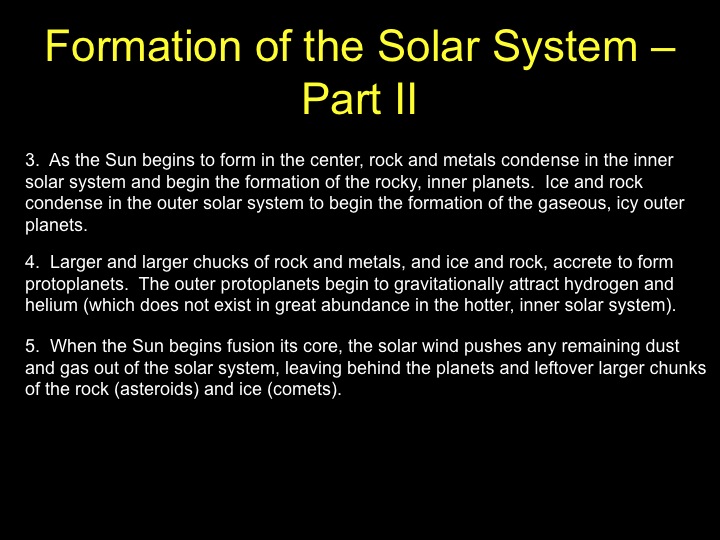 Formation of the Solar System –
Part II
3.  As the Sun begins to form in the center, rock and metals condense in the inner
solar system and begin the formation of the rocky, inner planets.  Ice and rock
condense in the outer solar system to begin the formation of the gaseous, icy outer
planets.
4.  Larger and larger chucks of rock and metals, and ice and rock, accrete to form
protoplanets.  The outer protoplanets begin to gravitationally attract hydrogen and
helium (which does not exist in great abundance in the hotter, inner solar system).
5.  When the Sun begins fusion its core, the solar wind pushes any remaining dust
and gas out of the solar system, leaving behind the planets and leftover larger chunks
of the rock (asteroids) and ice (comets).